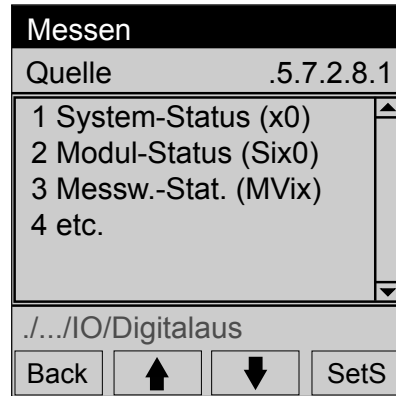 Messen
Quelle .5.7.2.8.1
1 System-Status (x0)
2 Modul-Status (Six0)
3 Messw.-Stat. (MVix)
4 etc.
./.../IO/Digitalaus
Back SetS